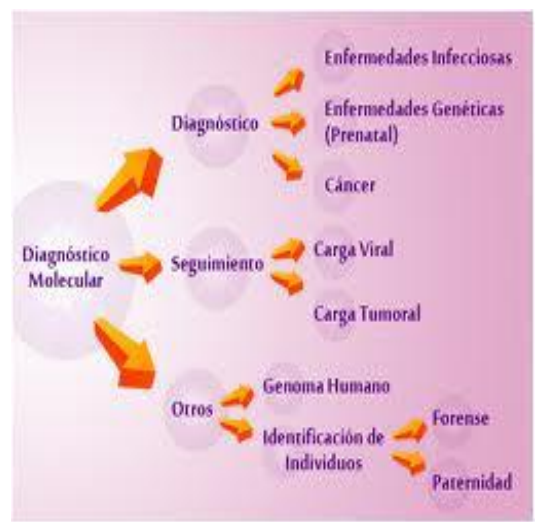 Diagnóstico
Molecular
Diagnóstico
Enfermedades Infecciosas
Enfermedades Genéticas
(Prenatal)
Cáncer
Seguimiento
Carga Viral
Carga Tumoral
Otros
Genoma Humano
Identificación de
Individuos
Forense
Paternidad